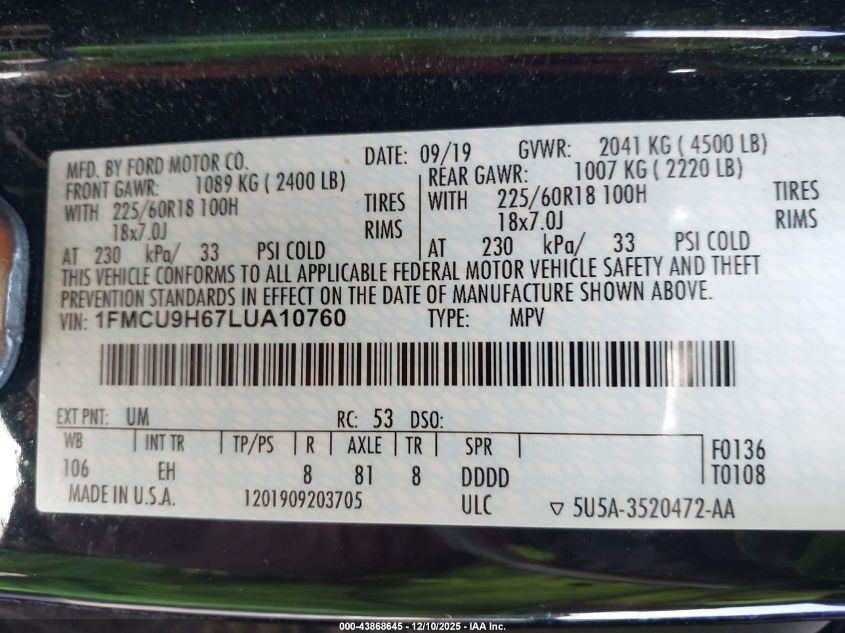 MFD. BY FORD MOTOR CO. DATE: 09/19 GVWR: 2041 KG ( 4500 LB)
FRONT GAWR: 1089 KG ( 2400 LB) REAR GAWR: 1007 KG ( 2220 LB)
WITH 225/60R18 100H TIRES WITH 225/60R18 100H TIRES
18x7.0J RIMS 18x7.0J RIMS
AT 230 kPa/ 33 PSI COLD AT 230 kPa/ 33 PSI COLD
THIS VEHICLE CONFORMS TO ALL APPLICABLE FEDERAL MOTOR VEHICLE SAFETY AND THEFT
PREVENTION STANDARDS IN EFFECT ON THE DATE OF MANUFACTURE SHOWN ABOVE.
VIN: 1FMCU9H67LUA10760 TYPE: MPV
EXT PNT: UM RC: 53 DSO:
WB INT TR TP/PS R AXLE TR SPR F0136
106 EH 8 81 8 DDDD T0108
MADE IN U.S.A. 1201909203705 ULC ▽ 5U5A-3520472-AA
000-43868645 - 12/10/2025 - IAA Inc.